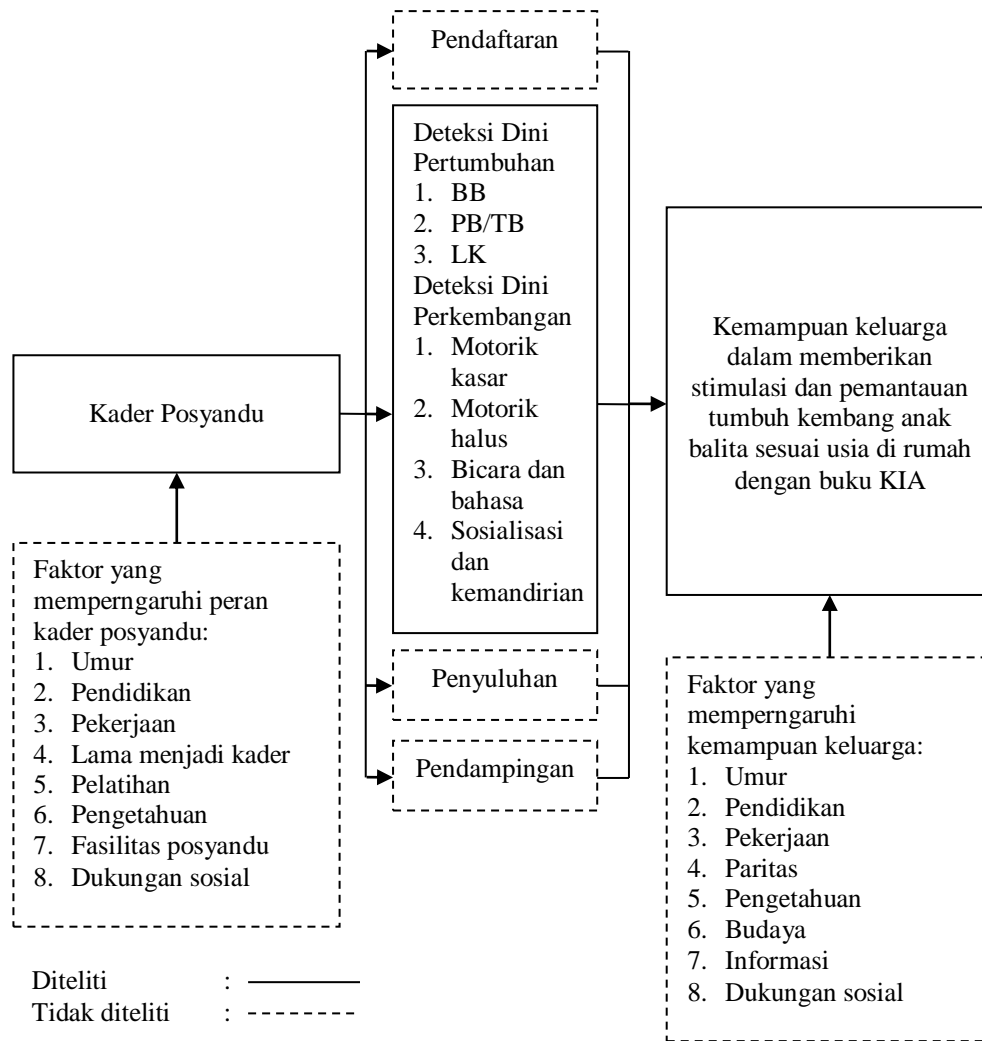 Pendaftaran
Deteksi Dini
Pertumbuhan
1. BB
2. PB/TB
3. LK
Deteksi Dini
Perkembangan
1. Motorik
kasar
2. Motorik
halus
3. Bicara dan
bahasa
4. Sosialisasi
dan
kemandirian
Kader Posyandu
Kemampuan keluarga
dalam memberikan
stimulasi dan pemantauan
tumbuh kembang anak
balita sesuai usia di rumah
dengan buku KIA
Faktor yang
memperngaruhi peran
kader posyandu:
1. Umur
2. Pendidikan
3. Pekerjaan
4. Lama menjadi kader
5. Pelatihan
6. Pengetahuan
7. Fasilitas posyandu
8. Dukungan sosial
Penyuluhan
Pendampingan
Faktor yang
memperngaruhi
kemampuan keluarga:
1. Umur
2. Pendidikan
3. Pekerjaan
4. Paritas
5. Pengetahuan
6. Budaya
7. Informasi
8. Dukungan sosial
Diteliti :
Tidak diteliti :